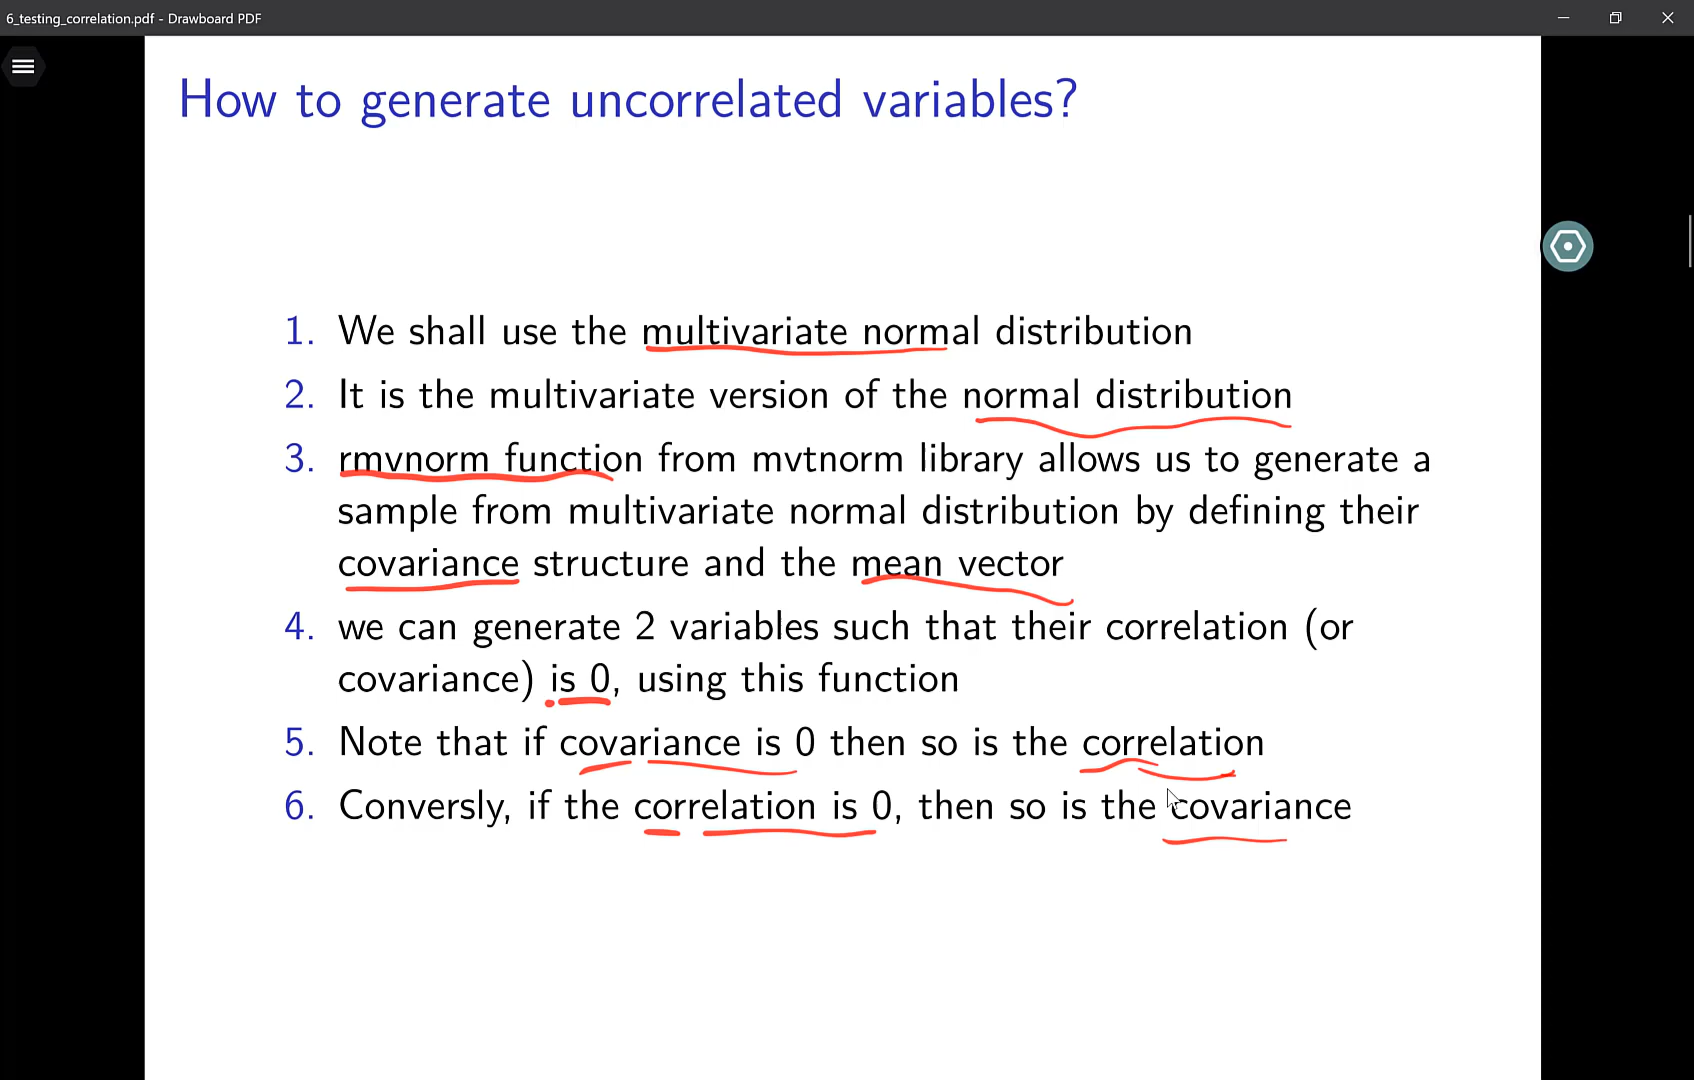 6_testing_correlation.pdf - Drawboard PDF
How to generate uncorrelated variables?
1. We shall use the multivariate normal distribution
2. It is the multivariate version of the normal distribution
3. rmvnorm function from mvtnorm library allows us to generate a
sample from multivariate normal distribution by defining their
covariance structure and the mean vector
4. we can generate 2 variables such that their correlation (or
covariance) is 0, using this function
5. Note that if covariance is 0 then so is the correlation
6. Conversly, if the correlation is 0, then so is the covariance